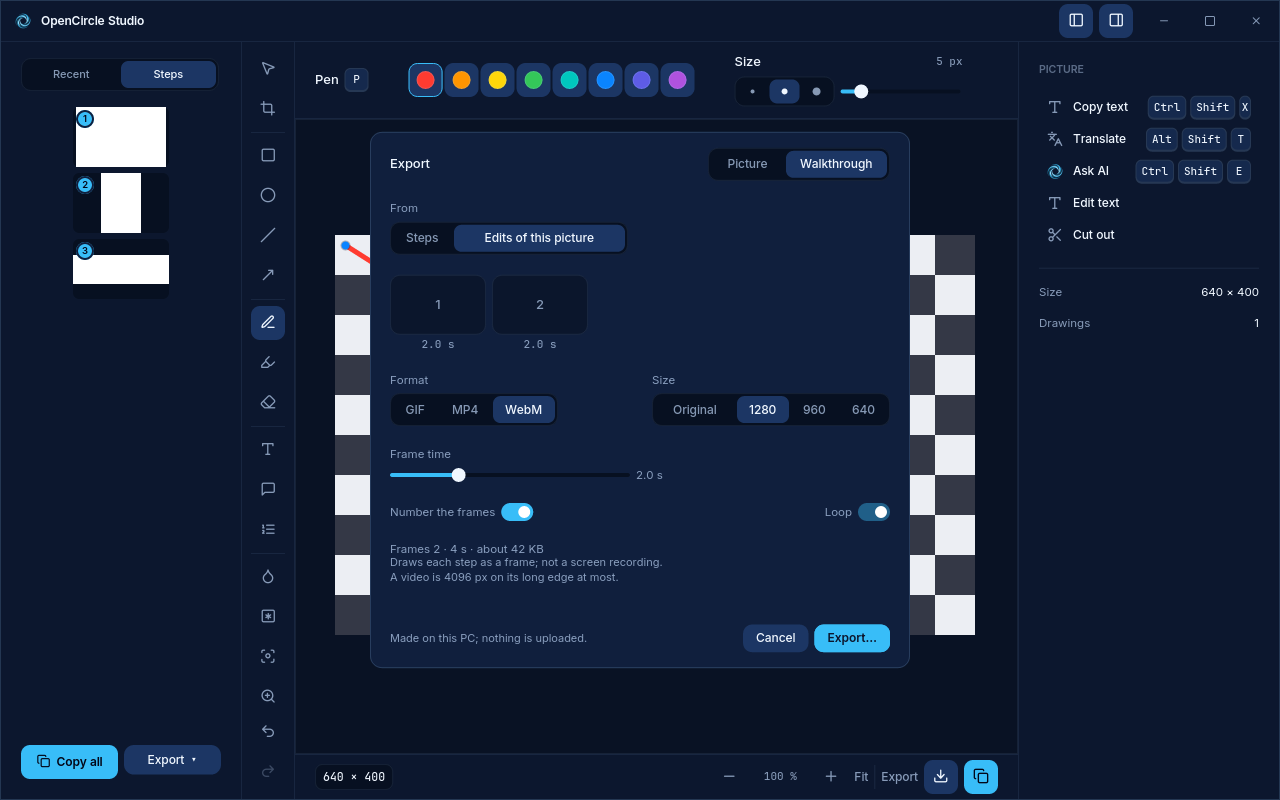 OpenCircle Studio
Recent Steps
1
2
3
Copy all Export
Pen P
Size 5 px
Export Picture Walkthrough
From
Steps Edits of this picture
1 2
2.0 s 2.0 s
Format Size
GIF MP4 WebM Original 1280 960 640
Frame time
2.0 s
Number the frames Loop
Frames 2 · 4 s · about 42 KB
Draws each step as a frame; not a screen recording.
A video is 4096 px on its long edge at most.
Made on this PC; nothing is uploaded. Cancel Export...
640 × 400 100 % Fit Export
PICTURE
Copy text Ctrl Shift X
Translate Alt Shift T
Ask AI Ctrl Shift E
Edit text
Cut out
Size 640 × 400
Drawings 1